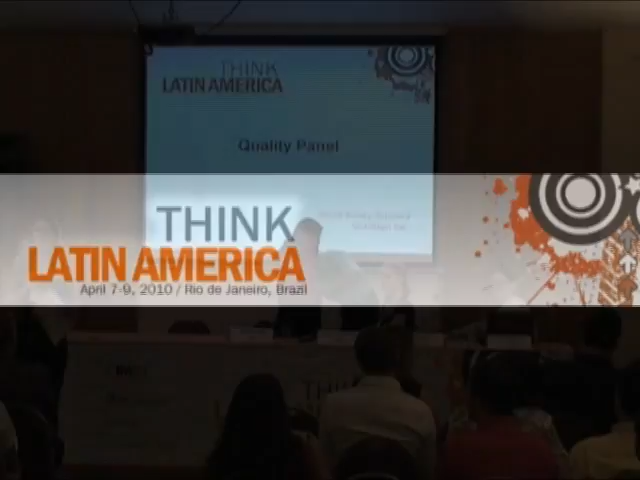 THINK
LATIN AMERICA
Quality Panel
THINK
LATIN AMERICA
April 7-9, 2010 / Rio de Janeiro, Brazil